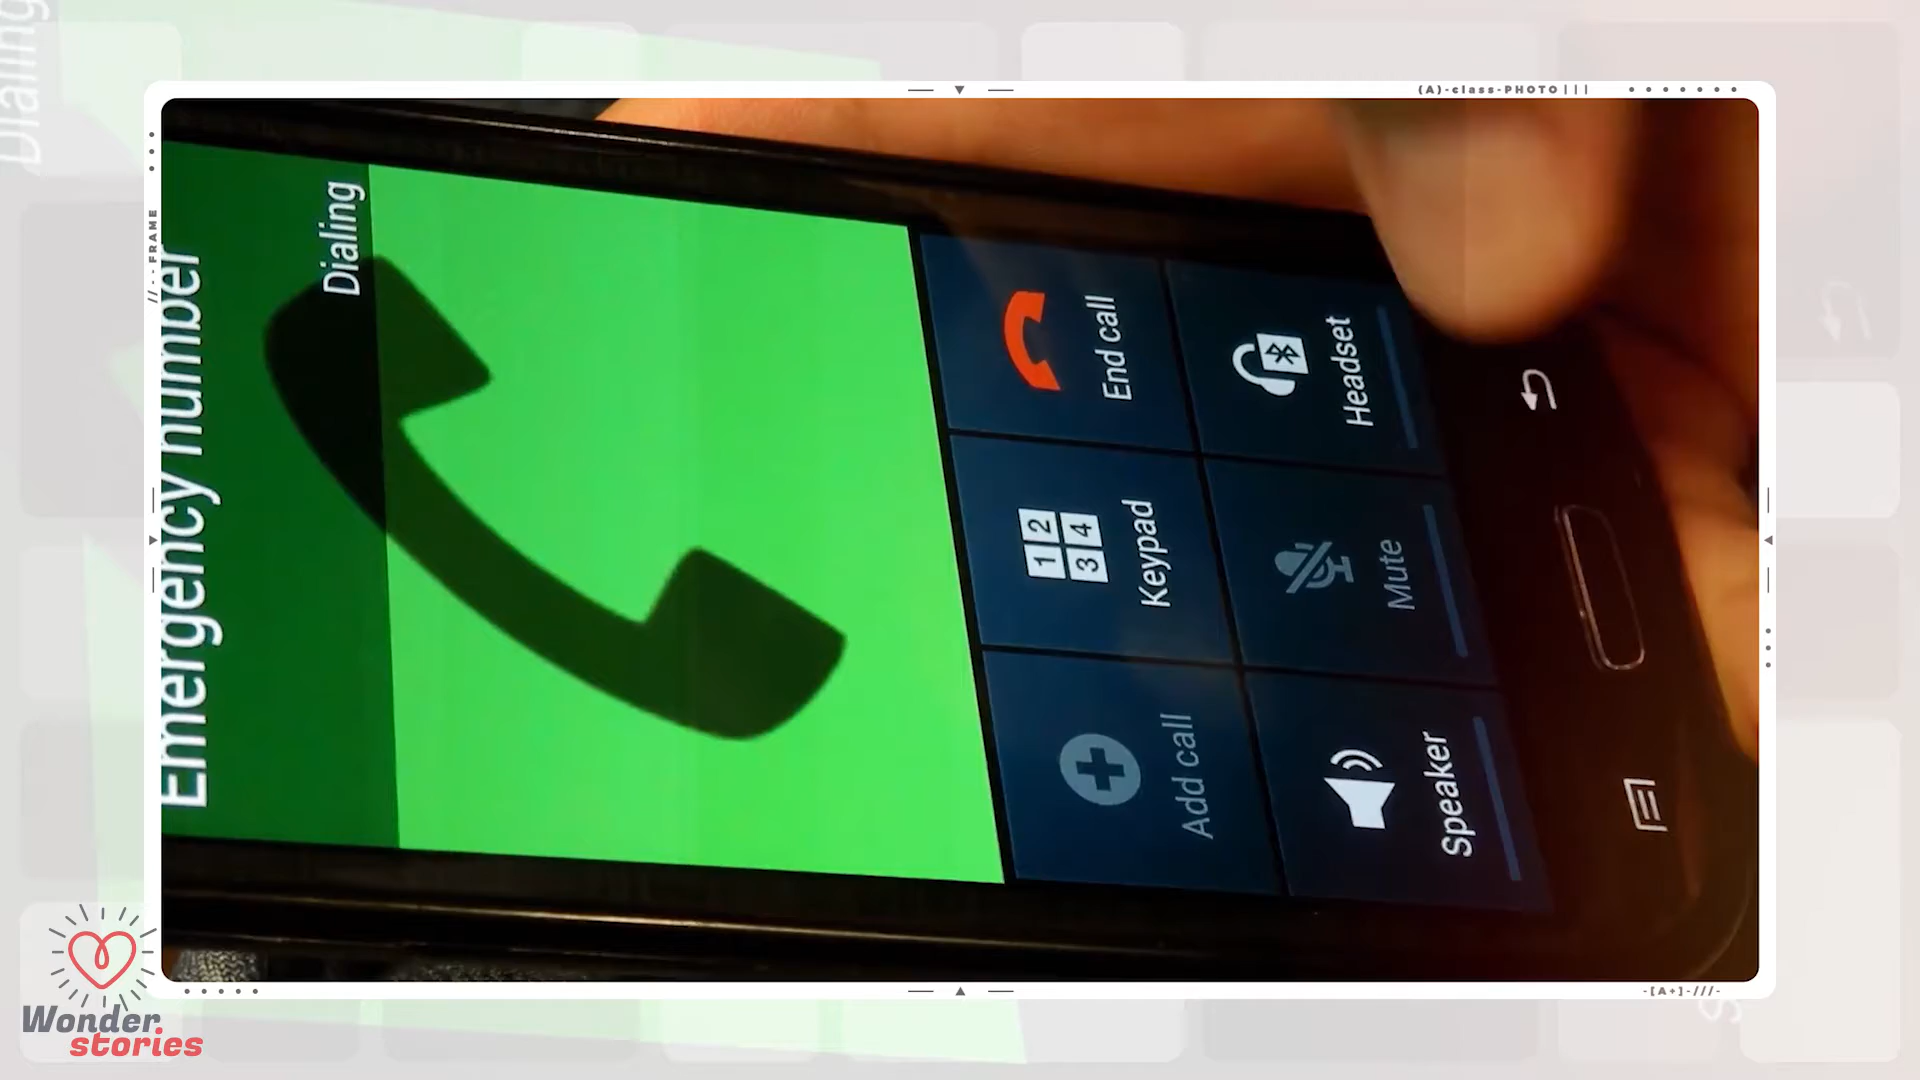 (A)-class-PHOTO|||
//--FRAME
Emergency number
Dialing
Add call
Keypad
End call
Speaker
Mute
Headset
1 2
3 4
-[A+]-///-
Wonder.
stories
Dialing